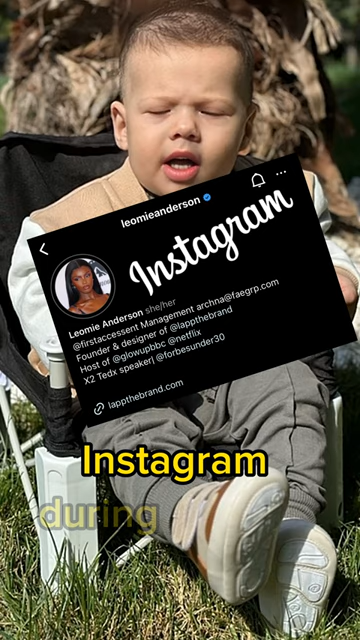 leomieanderson
Instagram
Leomie Anderson she/her
@firstaccessent Management archna@faegrp.com
Founder & designer of @lappthebrand
Host of @glowupbbc @netflix
X2 Tedx speaker| @forbesunder30
lappthebrand.com
Instagram
during